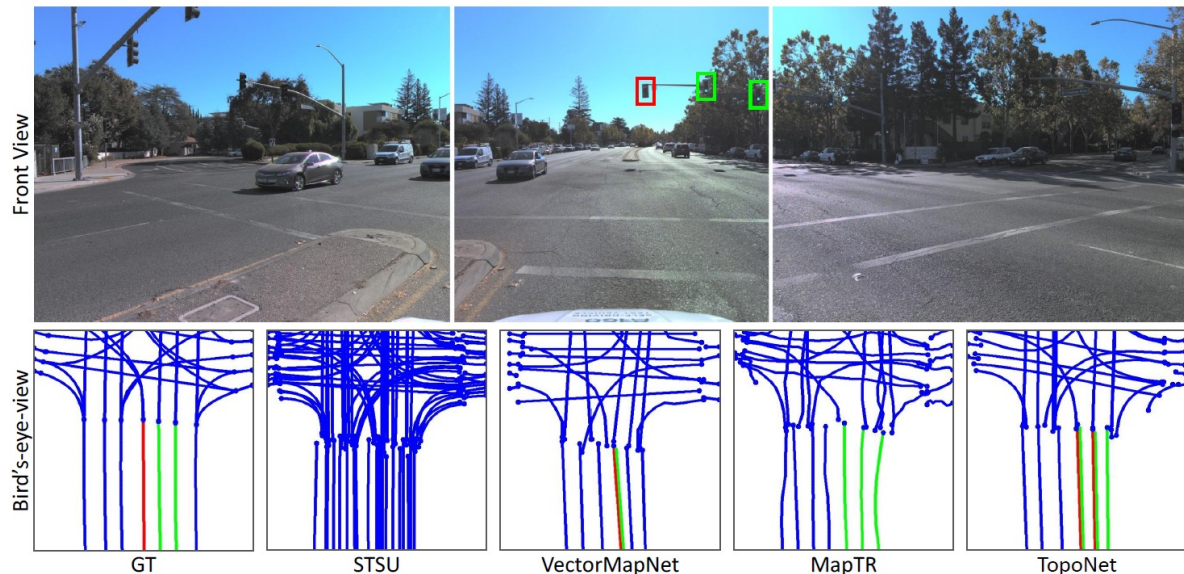 Front View
Bird's-eye-view
GT
STSU
VectorMapNet
MapTR
TopoNet